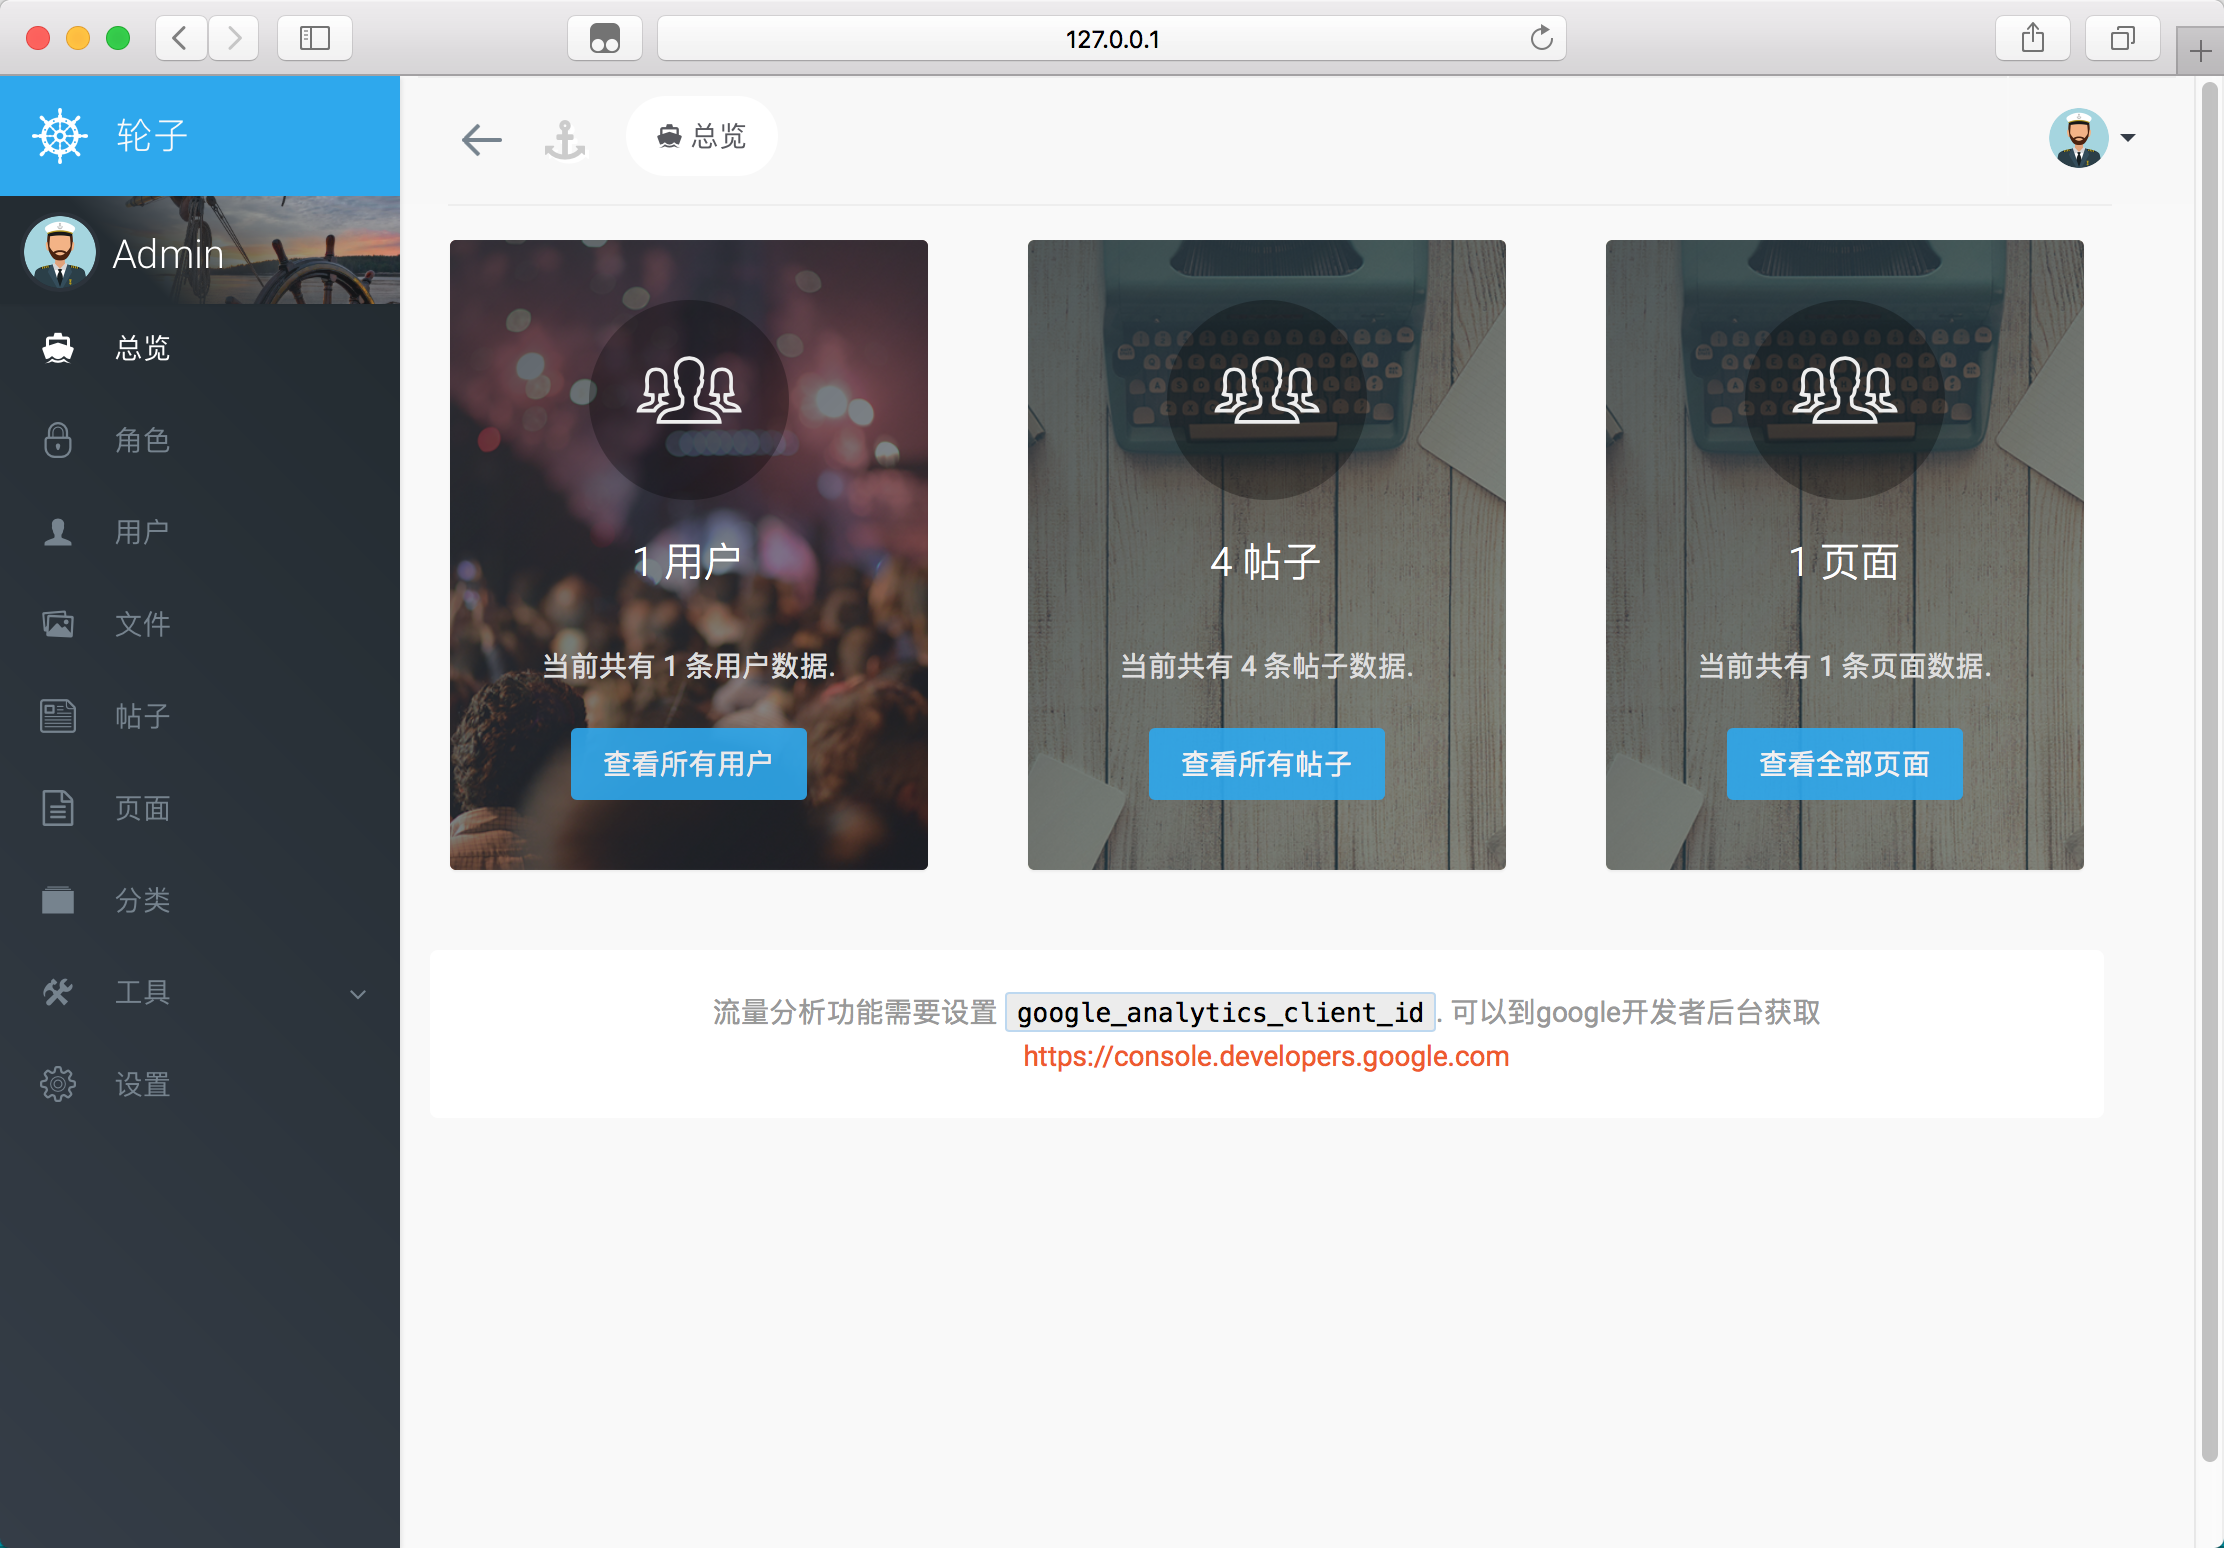 127.0.0.1
轮子
总览
Admin
总览
角色
用户
文件
帖子
页面
分类
工具
设置
1 用户
当前共有 1 条用户数据.
查看所有用户
4 帖子
当前共有 4 条帖子数据.
查看所有帖子
1 页面
当前共有 1 条页面数据.
查看全部页面
流量分析功能需要设置 google_analytics_client_id. 可以到google开发者后台获取
https://console.developers.google.com